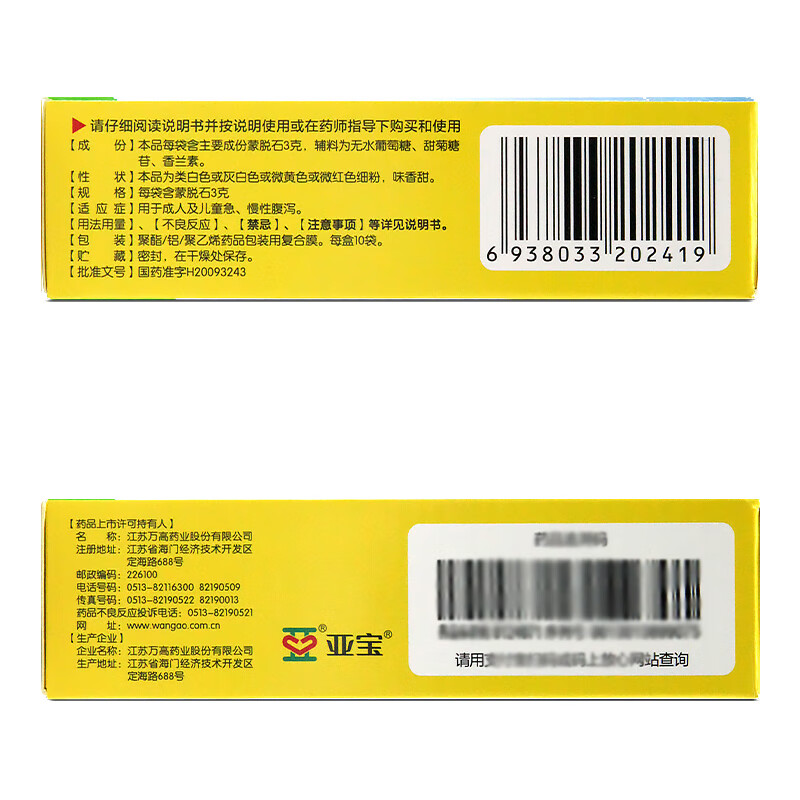 ▶请仔细阅读说明书并按说明使用或在药师指导下购买和使用
【成　份】本品每袋含主要成份蒙脱石3克，辅料为无水葡萄糖、甜菊糖
苷、香兰素。
【性　状】本品为类白色或灰白色或微黄色或微红色细粉，味香甜。
【规　格】每袋含蒙脱石3克
【适应症】用于成人及儿童急、慢性腹泻。
【用法用量】、【不良反应】、【禁忌】、【注意事项】等详见说明书。
【包　装】聚酯/铝/聚乙烯药品包装用复合膜。每盒10袋。
【贮　藏】密封，在干燥处保存。
【批准文号】国药准字H20093243
6 938033 202419
【药品上市许可持有人】
名　称：江苏万高药业股份有限公司
注册地址：江苏省海门经济技术开发区
定海路688号
邮政编码：226100
电话号码：0513-82116300 82190509
传真号码：0513-82190522 82190013
药品不良反应投诉电话：0513-82190521
网　址：www.wangao.com.cn
【生产企业】
企业名称：江苏万高药业股份有限公司
生产地址：江苏省海门经济技术开发区
定海路688号
® 亚宝®
请用
网站查询